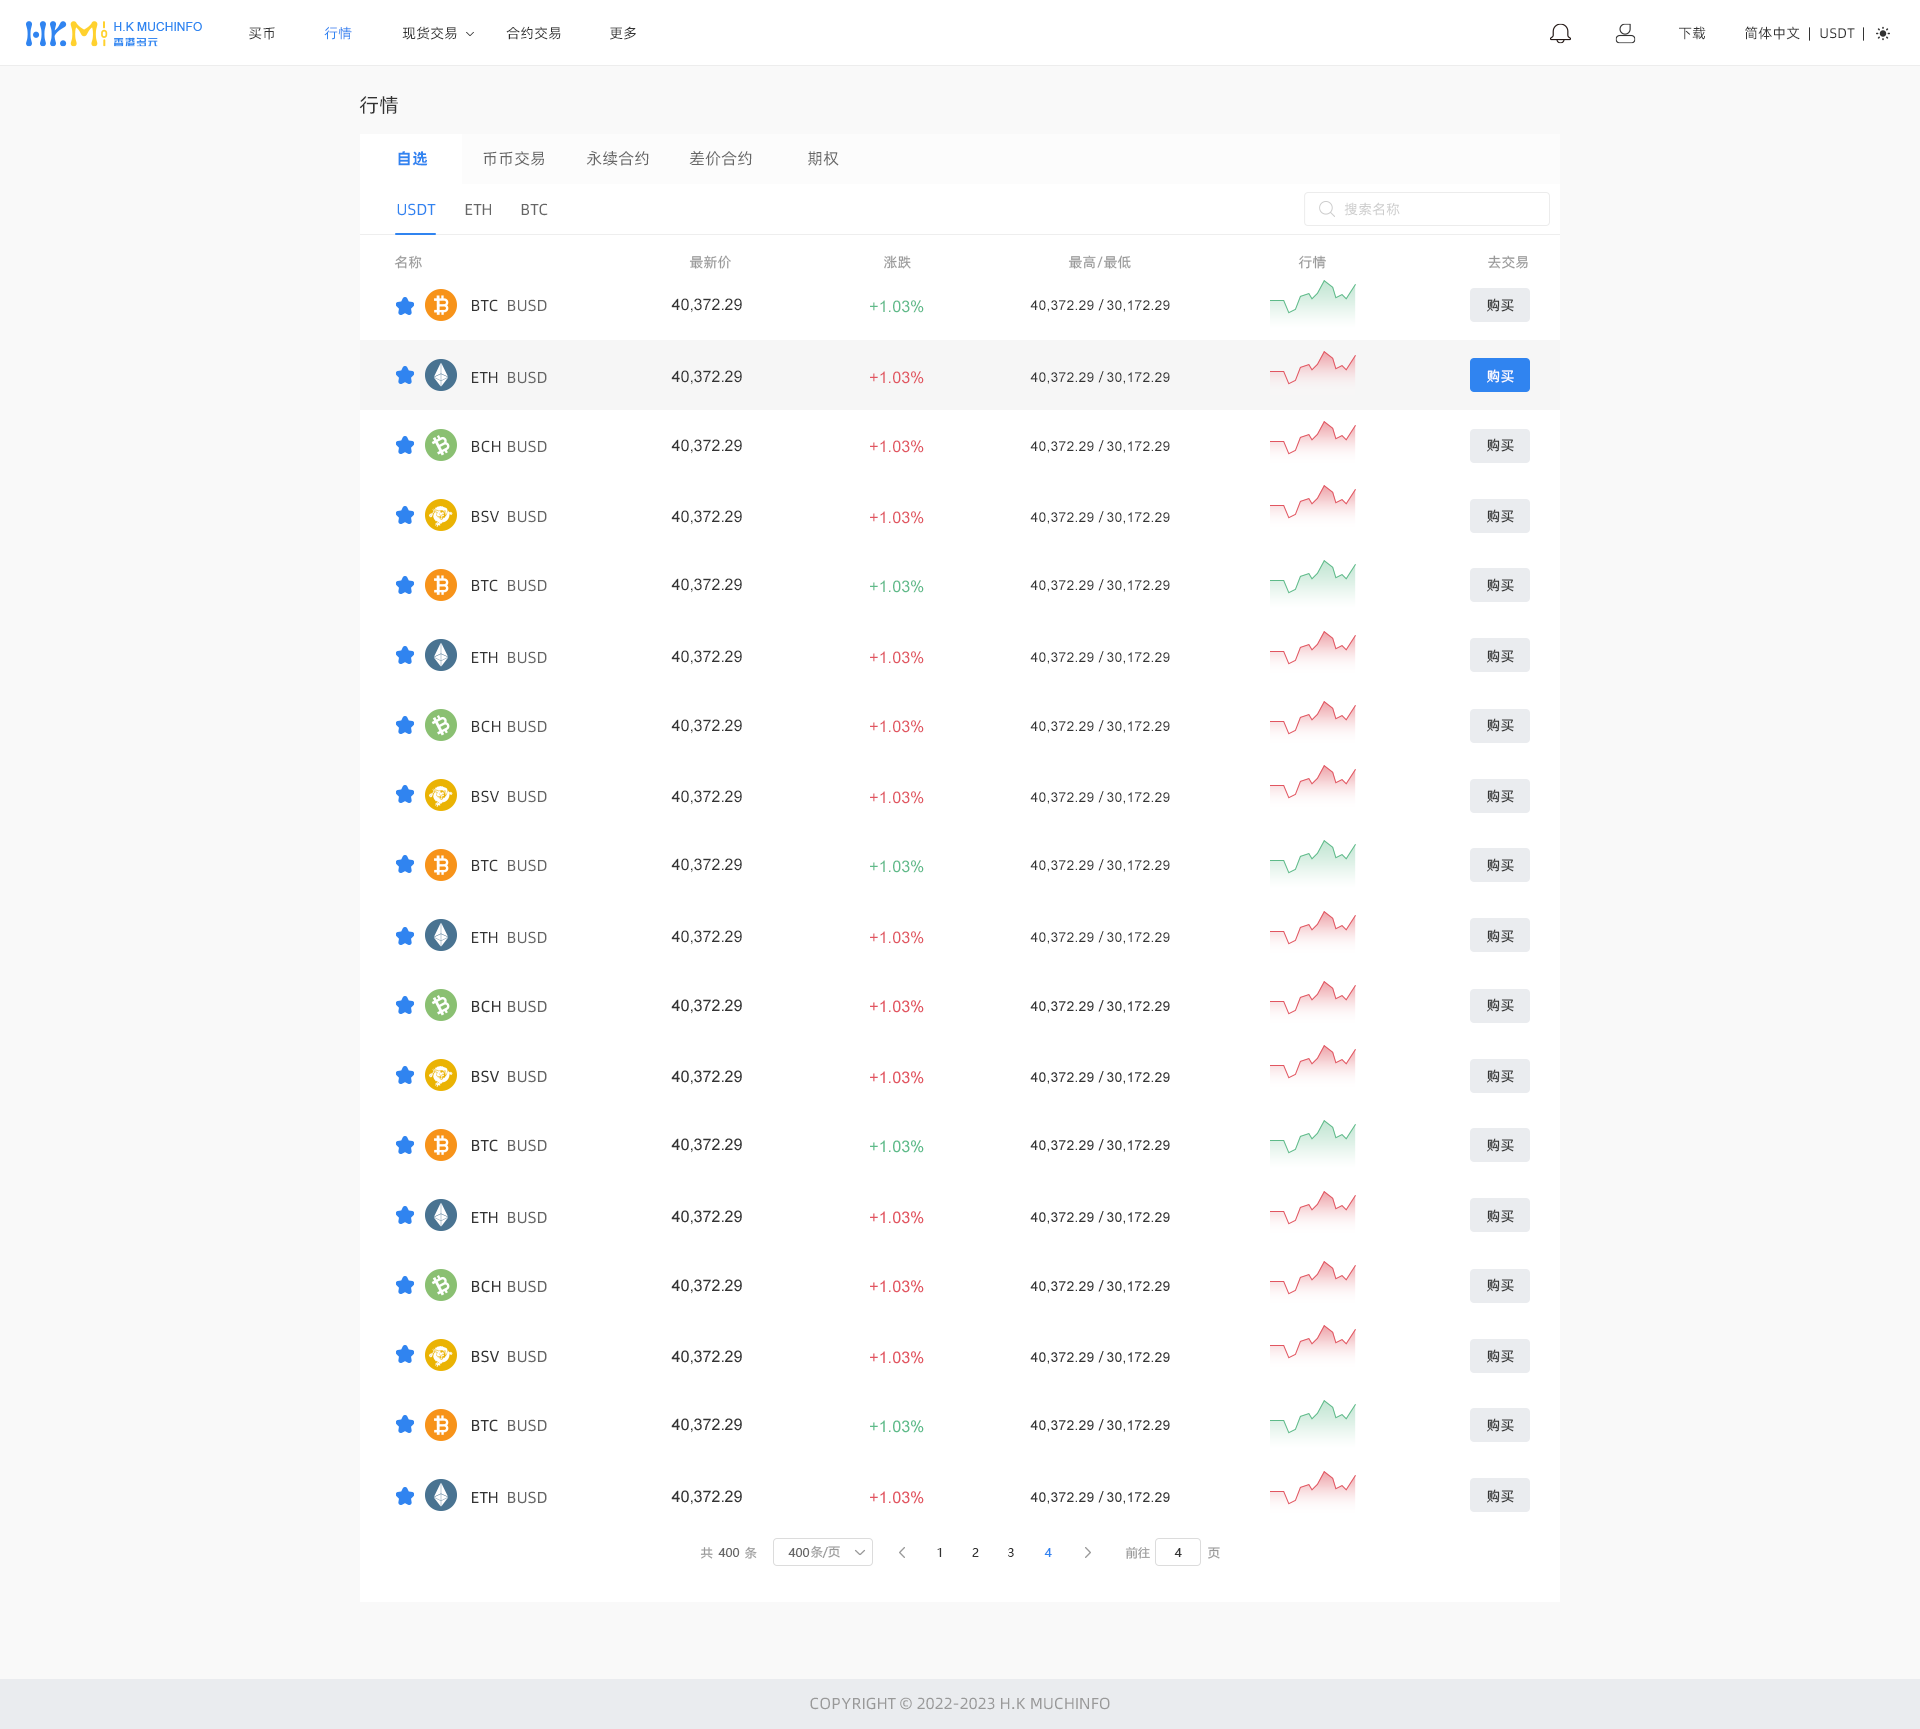 H.K MUCHINFO
香港多元
买币 行情 现货交易 合约交易 更多 下载 简体中文 | USDT |
行情
自选 币币交易 永续合约 差价合约 期权
USDT ETH BTC 搜索名称
名称 最新价 涨跌 最高/最低 行情 去交易
BTC BUSD 40,372.29 +1.03% 40,372.29 / 30,172.29 购买
ETH BUSD 40,372.29 +1.03% 40,372.29 / 30,172.29 购买
BCH BUSD 40,372.29 +1.03% 40,372.29 / 30,172.29 购买
BSV BUSD 40,372.29 +1.03% 40,372.29 / 30,172.29 购买
BTC BUSD 40,372.29 +1.03% 40,372.29 / 30,172.29 购买
ETH BUSD 40,372.29 +1.03% 40,372.29 / 30,172.29 购买
BCH BUSD 40,372.29 +1.03% 40,372.29 / 30,172.29 购买
BSV BUSD 40,372.29 +1.03% 40,372.29 / 30,172.29 购买
BTC BUSD 40,372.29 +1.03% 40,372.29 / 30,172.29 购买
ETH BUSD 40,372.29 +1.03% 40,372.29 / 30,172.29 购买
BCH BUSD 40,372.29 +1.03% 40,372.29 / 30,172.29 购买
BSV BUSD 40,372.29 +1.03% 40,372.29 / 30,172.29 购买
BTC BUSD 40,372.29 +1.03% 40,372.29 / 30,172.29 购买
ETH BUSD 40,372.29 +1.03% 40,372.29 / 30,172.29 购买
BCH BUSD 40,372.29 +1.03% 40,372.29 / 30,172.29 购买
BSV BUSD 40,372.29 +1.03% 40,372.29 / 30,172.29 购买
BTC BUSD 40,372.29 +1.03% 40,372.29 / 30,172.29 购买
ETH BUSD 40,372.29 +1.03% 40,372.29 / 30,172.29 购买
共 400 条 400条/页 1 2 3 4 前往 4 页
COPYRIGHT © 2022-2023 H.K MUCHINFO